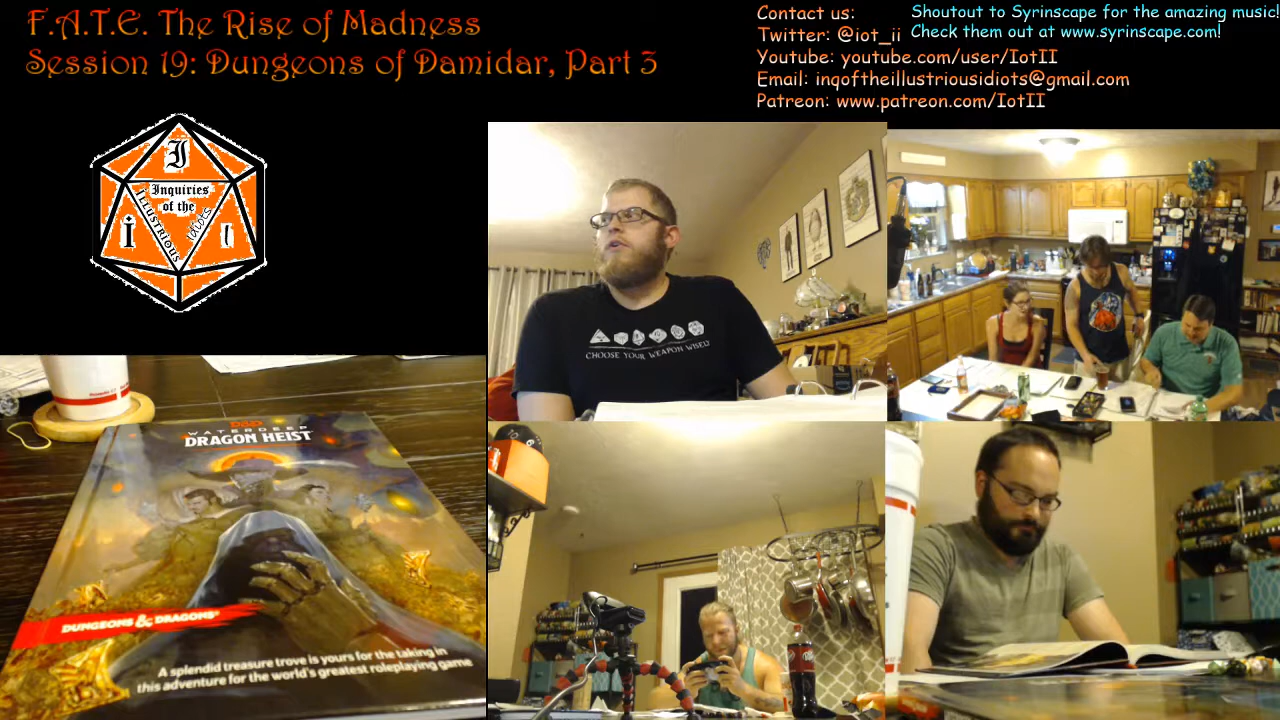 F.A.T.E. The Rise of Madness
Session 19: Dungeons of Damidar, Part 3
Contact us:
Twitter: @iot_ii
Youtube: youtube.com/user/IotII
Email: inqoftheillustriousidiots@gmail.com
Patreon: www.patreon.com/IotII
Shoutout to Syrinscape for the amazing music!
Check them out at www.syrinscape.com!
I
Inquiries
of the
ILLUSTRIOUS
idiots
i
I
CHOOSE YOUR WEAPON WISELY
D&D
WATERDEEP
DRAGON HEIST
DUNGEONS & DRAGONS
A splendid treasure trove is yours for the taking in
this adventure for the world's greatest roleplaying game